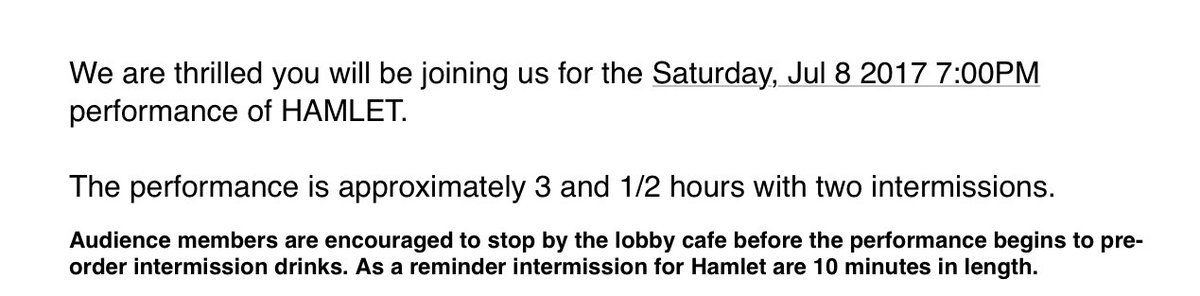 We are thrilled you will be joining us for the Saturday, Jul 8 2017 7:00PM
performance of HAMLET.
The performance is approximately 3 and 1/2 hours with two intermissions.
Audience members are encouraged to stop by the lobby cafe before the performance begins to pre-
order intermission drinks. As a reminder intermission for Hamlet are 10 minutes in length.